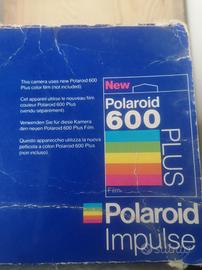 This camera uses new Polaroid 600
Plus color film (not included).
Cet appareil utilise le nouveau film
couleur Polaroid 600 Plus
(vendu séparément).
Verwenden Sie für diese Kamera
den neuen Polaroid 600 Plus Film.
Questo apparecchio utilizza la nuova
pellicola a colori Polaroid 600 Plus
(non inclusa).
New
Polaroid
600
PLUS
Film
Polaroid
Impulse
Subito